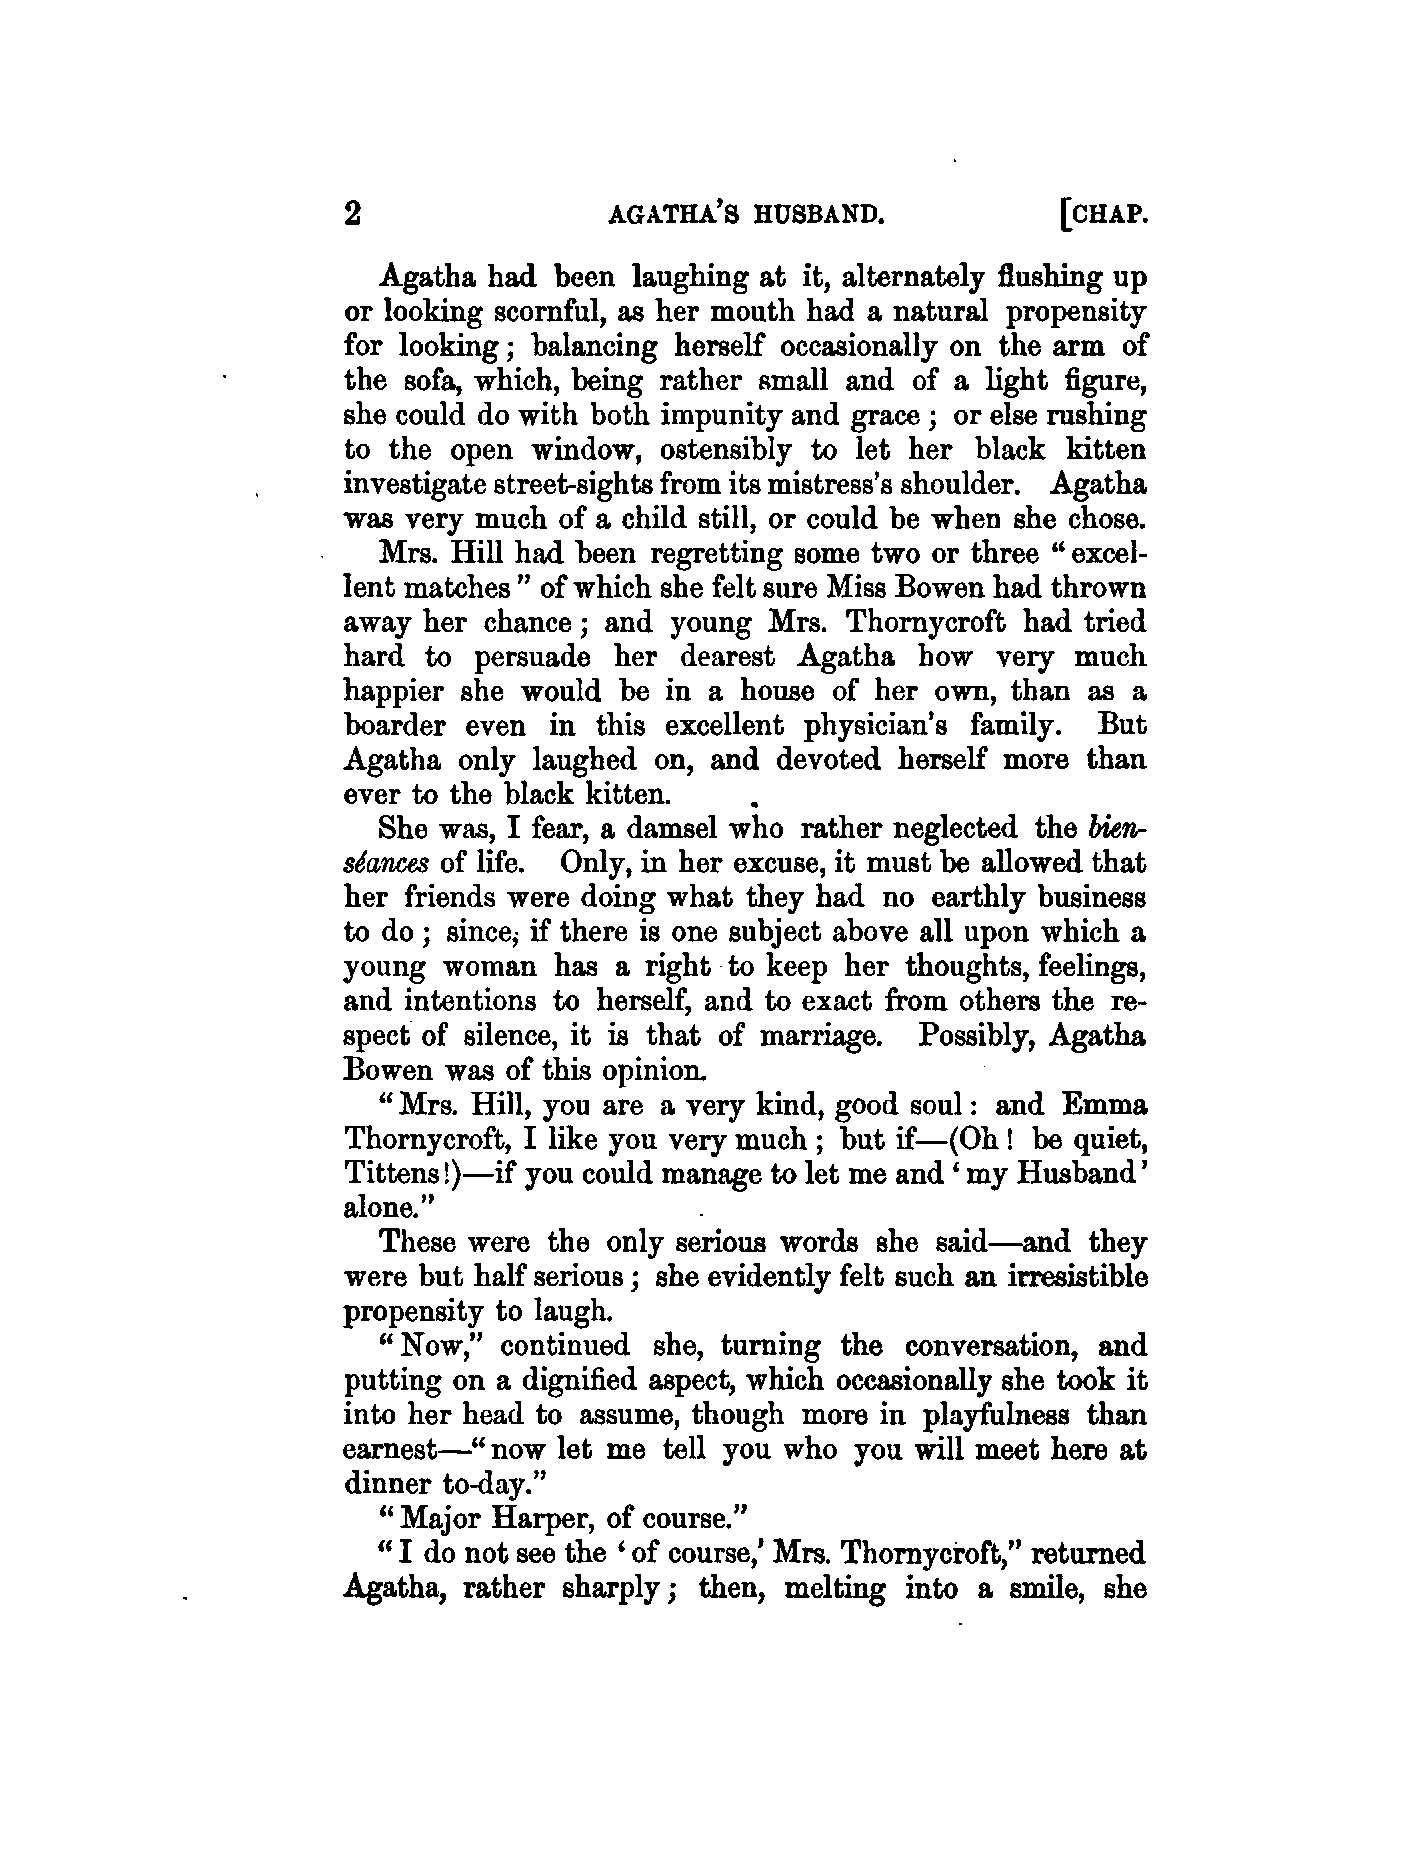 2 AGATHA'S HUSBAND. [CHAP.
Agatha had been laughing at it, alternately flushing up
or looking scornful, as her mouth had a natural propensity
for looking; balancing herself occasionally on the arm of
the sofa, which, being rather small and of a light figure,
she could do with both impunity and grace; or else rushing
to the open window, ostensibly to let her black kitten
investigate street-sights from its mistress's shoulder. Agatha
was very much of a child still, or could be when she chose.
Mrs. Hill had been regretting some two or three "excel-
lent matches" of which she felt sure Miss Bowen had thrown
away her chance; and young Mrs. Thornycroft had tried
hard to persuade her dearest Agatha how very much
happier she would be in a house of her own, than as a
boarder even in this excellent physician's family. But
Agatha only laughed on, and devoted herself more than
ever to the black kitten.
She was, I fear, a damsel who rather neglected the bien-
séances of life. Only, in her excuse, it must be allowed that
her friends were doing what they had no earthly business
to do; since, if there is one subject above all upon which a
young woman has a right to keep her thoughts, feelings,
and intentions to herself, and to exact from others the re-
spect of silence, it is that of marriage. Possibly, Agatha
Bowen was of this opinion.
"Mrs. Hill, you are a very kind, good soul: and Emma
Thornycroft, I like you very much; but if—(Oh! be quiet,
Tittens!)—if you could manage to let me and 'my Husband'
alone."
These were the only serious words she said—and they
were but half serious; she evidently felt such an irresistible
propensity to laugh.
"Now," continued she, turning the conversation, and
putting on a dignified aspect, which occasionally she took it
into her head to assume, though more in playfulness than
earnest—"now let me tell you who you will meet here at
dinner to-day."
"Major Harper, of course."
"I do not see the 'of course,' Mrs. Thornycroft," returned
Agatha, rather sharply; then, melting into a smile, she